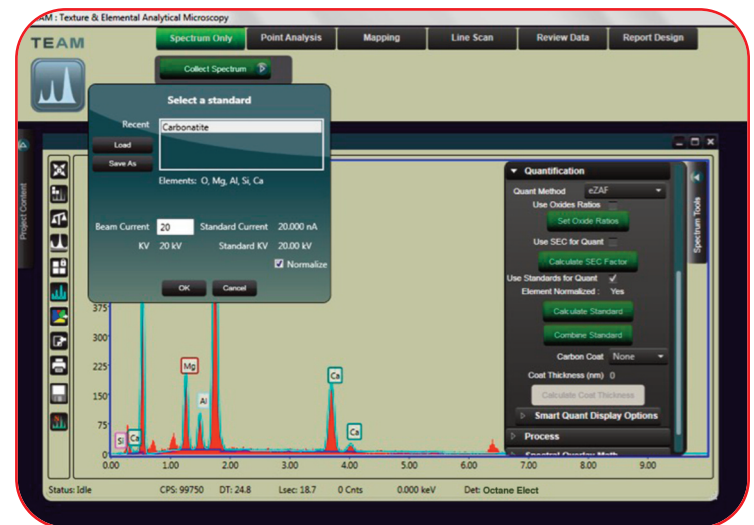 AM : Texture & Elemental Analytical Microscopy
TEAM
Spectrum Only Point Analysis Mapping Line Scan Review Data Report Design
Collect Spectrum
Select a standard
Recent
Carbonatite
Load
Save As
Elements: O, Mg, Al, Si, Ca
Beam Current 20 Standard Current 20.000 nA
KV 20 kV Standard KV 20.00 kV
Normalize
OK Cancel
Project Content
Spectrum Tools
Quantification
Quant Method eZAF
Use Oxides Ratios
Set Oxide Ratios
Use SEC for Quant
Calculate SEC Factor
Use Standards for Quant
Element Normalized : Yes
Calculate Standard
Combine Standard
Carbon Coat None
Coat Thickness (nm) 0
Calculate Coat Thickness
Smart Quant Display Options
Process
Spectral Overlay Math
375
300
225
150
75
0
Si Ca Mg Al Ca Ca
0.00 1.00 2.00 3.00 4.00 5.00 6.00 7.00 8.00 9.00
Status: Idle CPS: 99750 DT: 24.8 Lsec: 18.7 0 Cnts 0.000 keV Det: Octane Elect